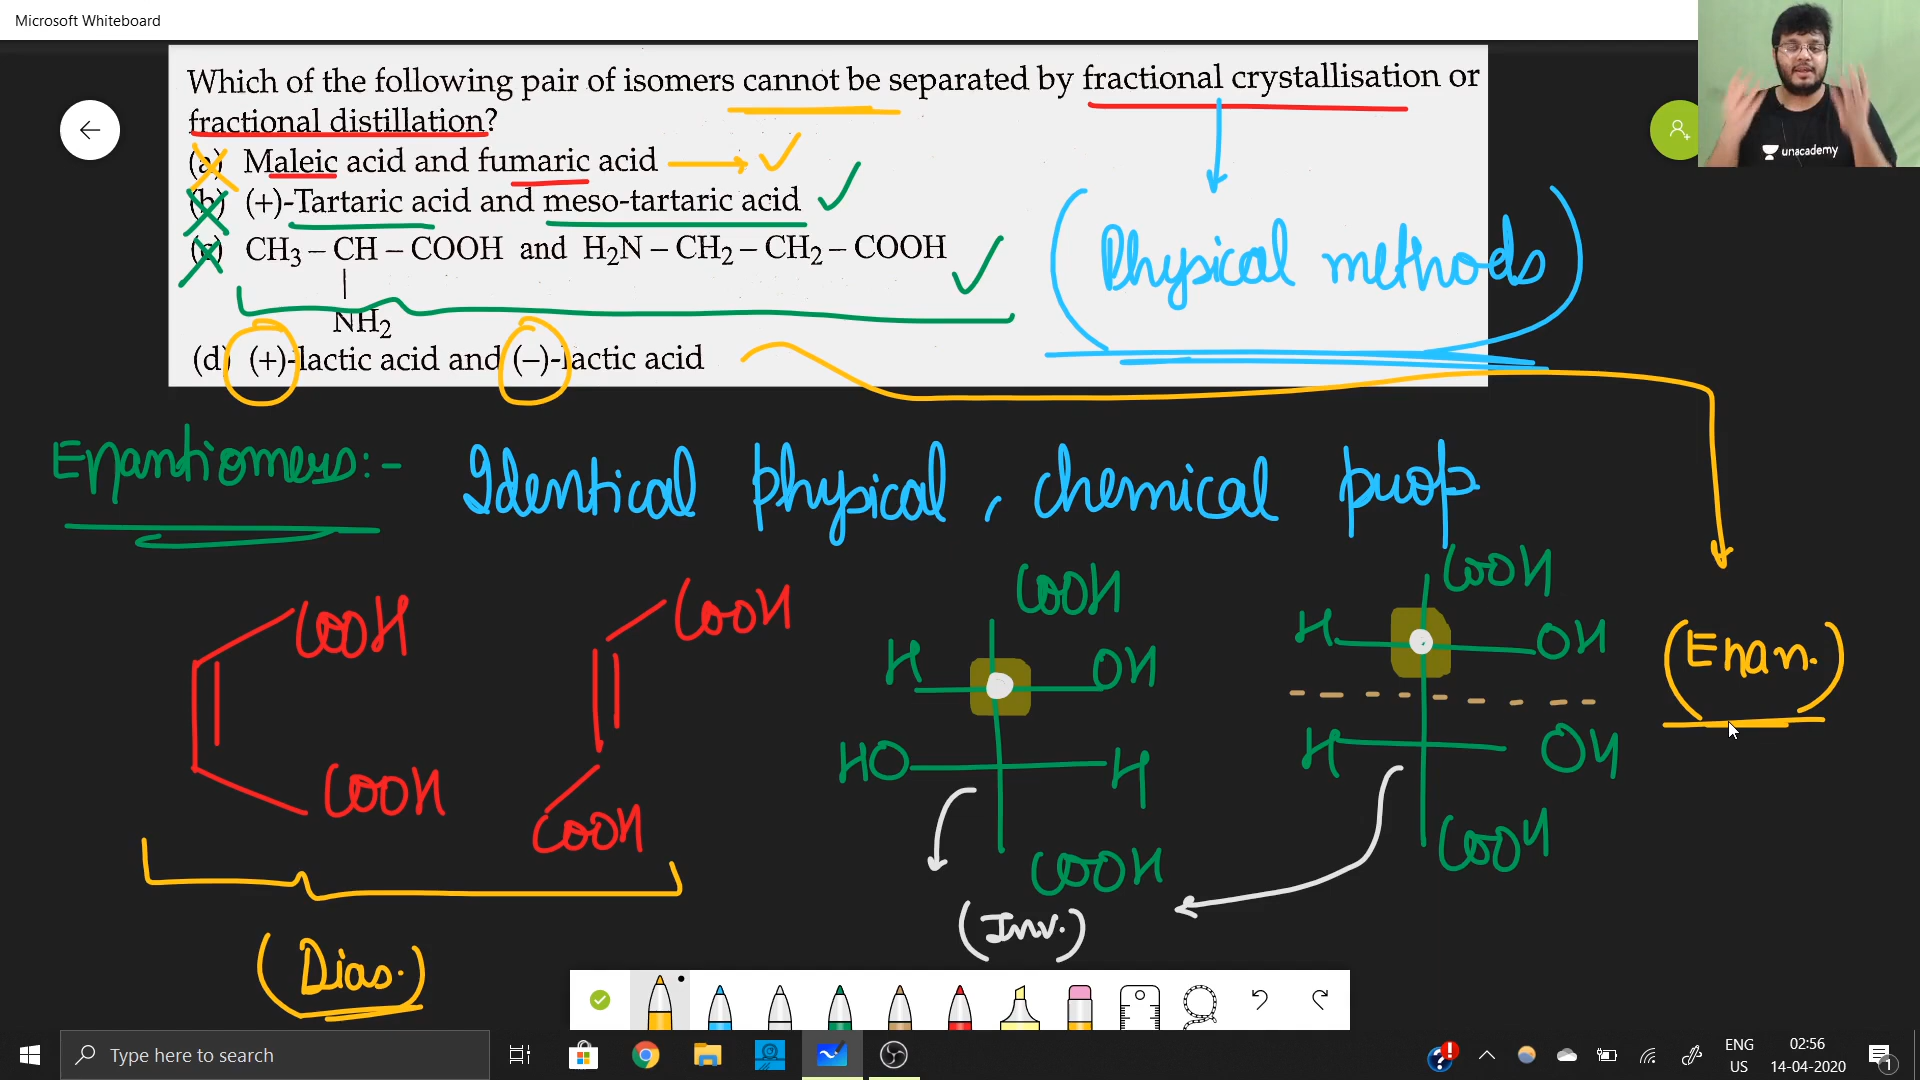 Microsoft Whiteboard
Which of the following pair of isomers cannot be separated by fractional crystallisation or
fractional distillation?
(a) Maleic acid and fumaric acid
(b) (+)-Tartaric acid and meso-tartaric acid
(c) CH3 – CH – COOH and H2N – CH2 – CH2 – COOH
NH2
(d) (+)-lactic acid and (–)-lactic acid
unacademy
(Physical methods)
Enantiomers:- Identical physical, chemical prop
COOH
COOH
COOH
COOH
COOH
H OH
HO H
COOH
(Inv.)
COOH
H OH
H OH
COOH
(Enan.)
(Dias.)
Type here to search
ENG
US
02:56
14-04-2020
1